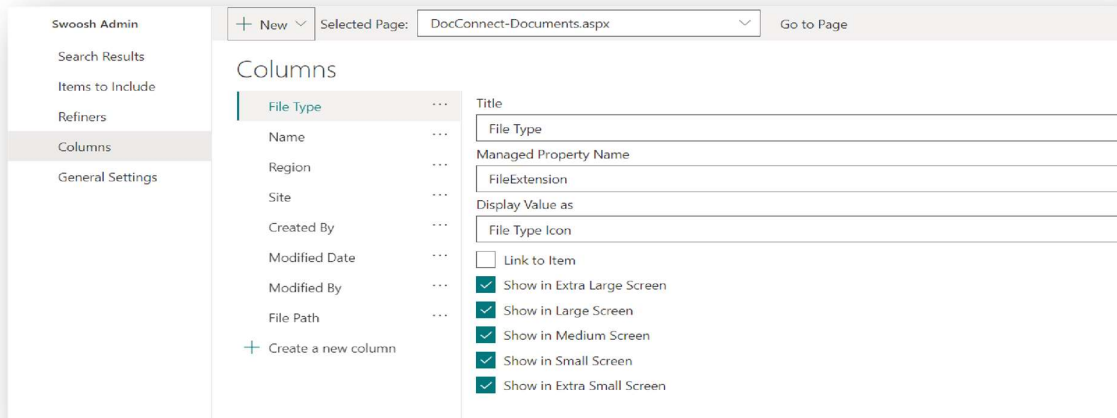 Swoosh Admin
Search Results
Items to Include
Refiners
Columns
General Settings
New
Selected Page:
DocConnect-Documents.aspx
Go to Page
Columns
File Type
Name
Region
Site
Created By
Modified Date
Modified By
File Path
Create a new column
Title
File Type
Managed Property Name
FileExtension
Display Value as
File Type Icon
Link to Item
Show in Extra Large Screen
Show in Large Screen
Show in Medium Screen
Show in Small Screen
Show in Extra Small Screen